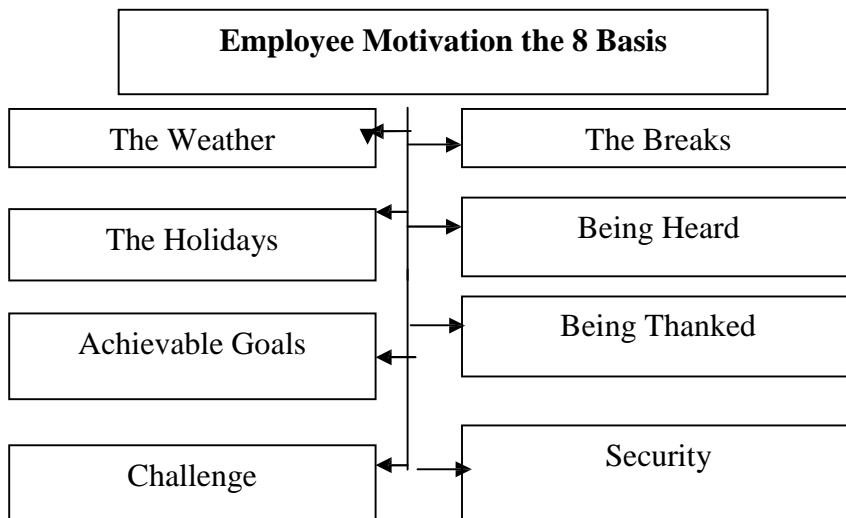 Employee Motivation the 8 Basis
The Weather
The Breaks
The Holidays
Being Heard
Achievable Goals
Being Thanked
Challenge
Security